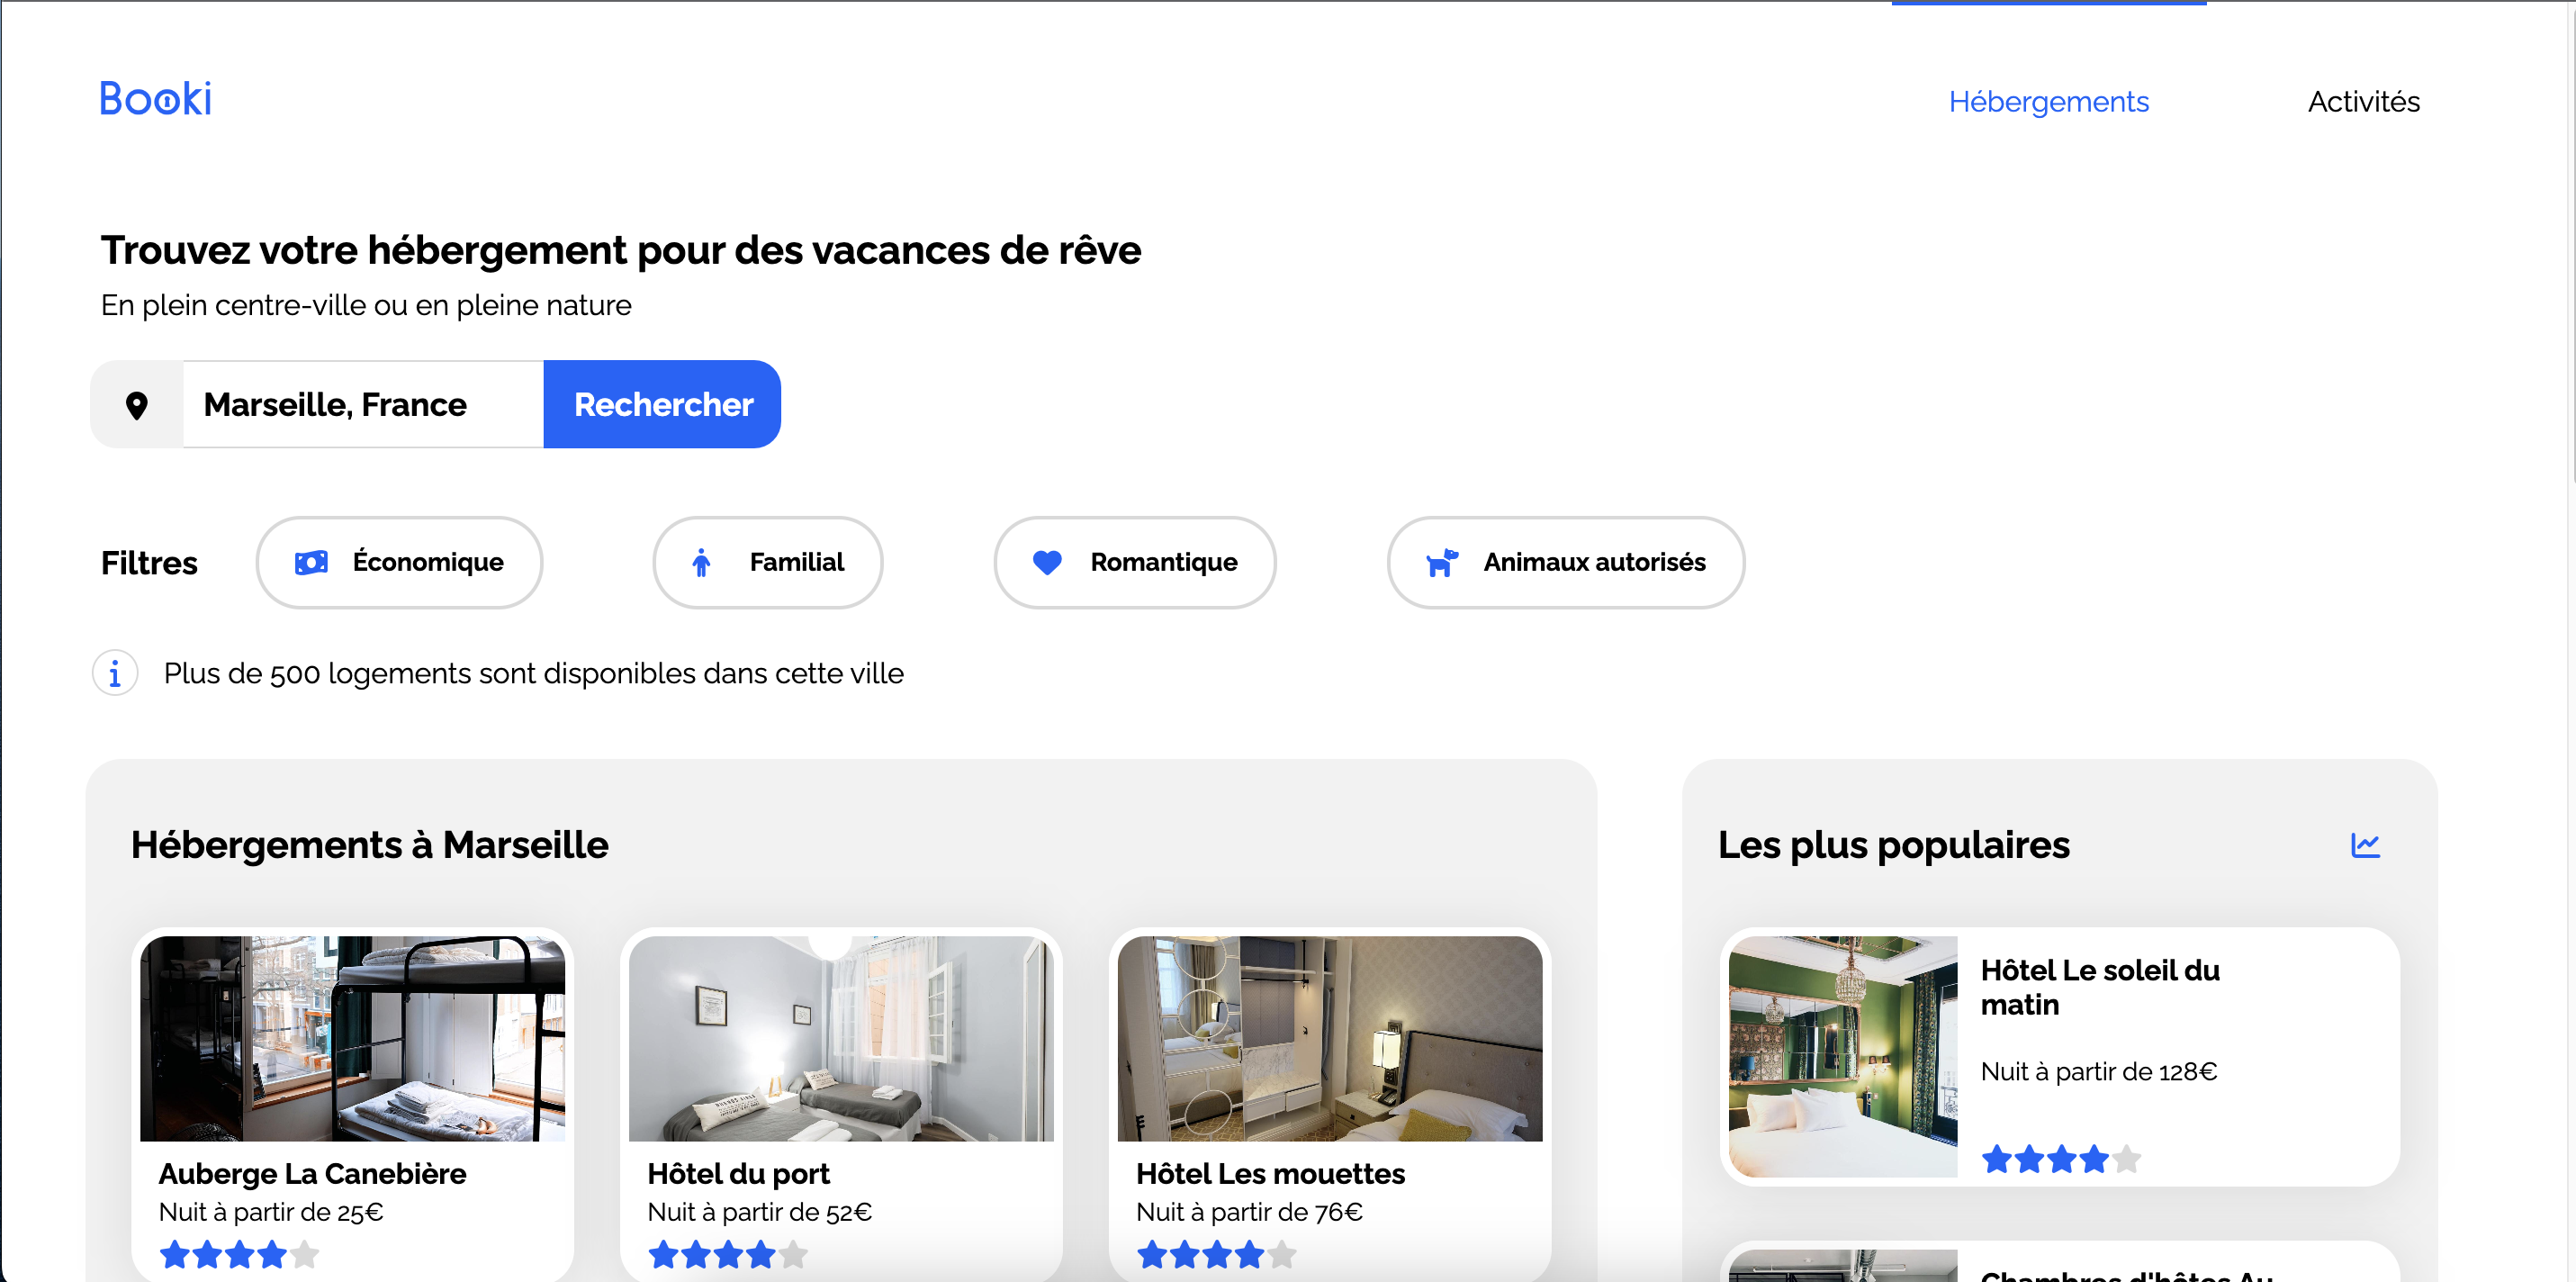 Booki
Hébergements
Activités
Trouvez votre hébergement pour des vacances de rêve
En plein centre-ville ou en pleine nature
Marseille, France
Rechercher
Filtres
Économique
Familial
Romantique
Animaux autorisés
Plus de 500 logements sont disponibles dans cette ville
Hébergements à Marseille
Auberge La Canebière
Nuit à partir de 25€
Hôtel du port
Nuit à partir de 52€
Hôtel Les mouettes
Nuit à partir de 76€
Les plus populaires
Hôtel Le soleil du
matin
Nuit à partir de 128€
Chambres d'hôtes Au